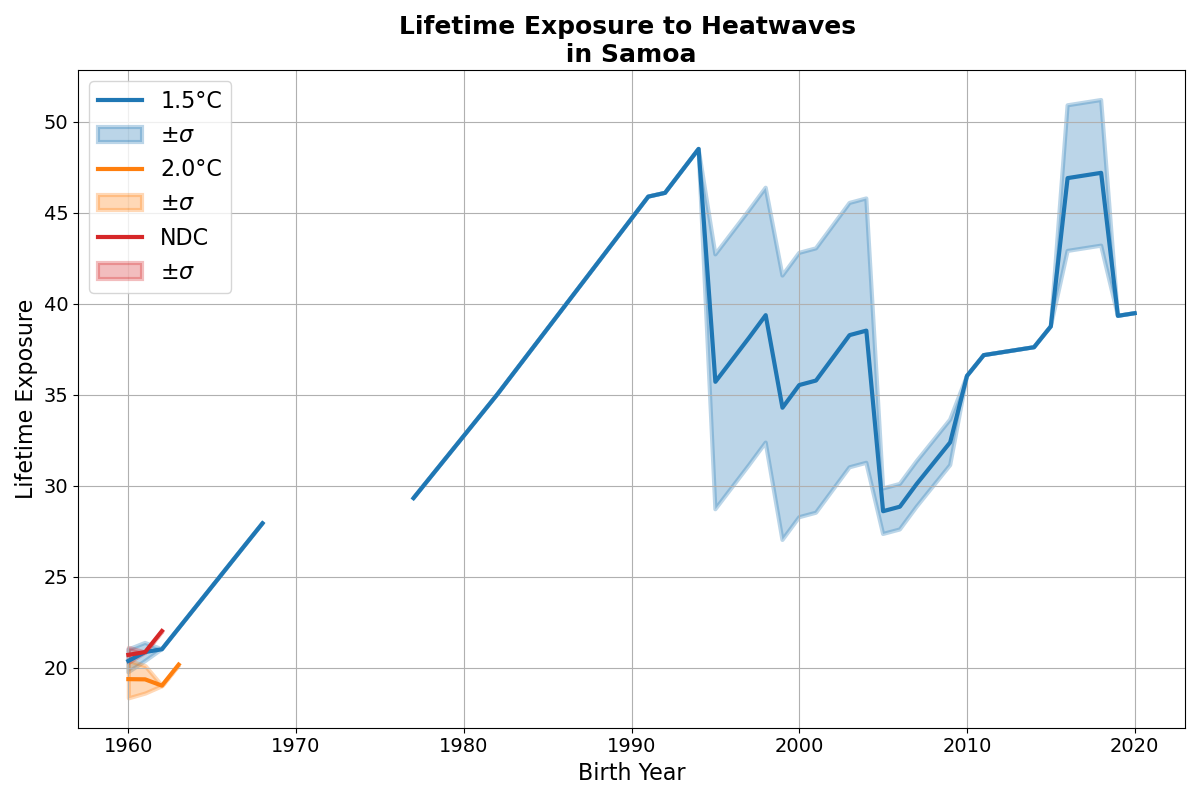 Lifetime Exposure to Heatwaves
in Samoa
1.5°C
±σ
2.0°C
±σ
NDC
±σ
Lifetime Exposure
50
45
40
35
30
25
20
1960
1970
1980
1990
2000
2010
2020
Birth Year